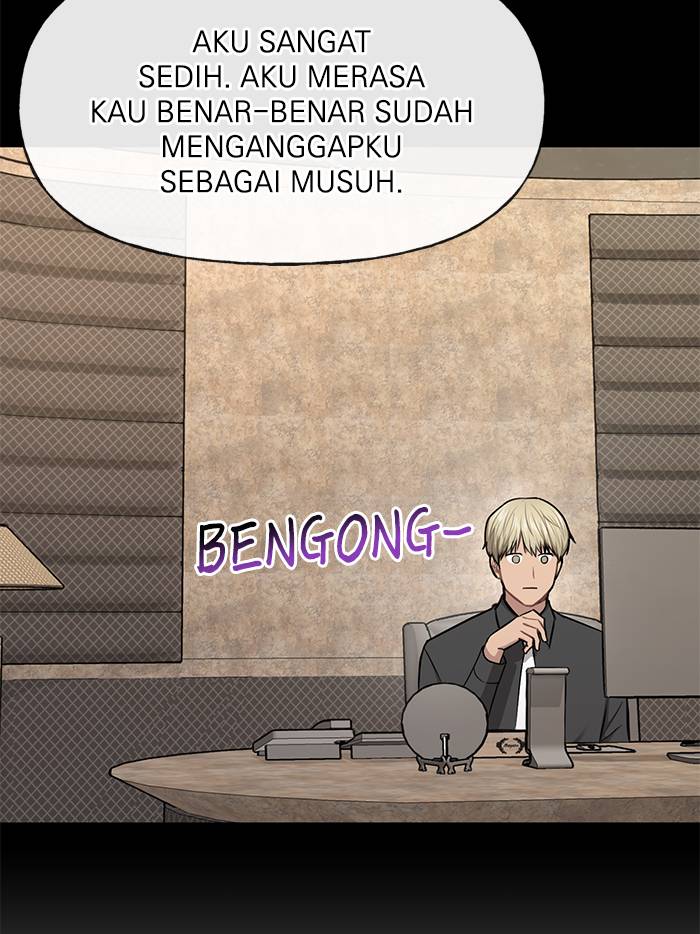 AKU SANGAT
SEDIH. AKU MERASA
KAU BENAR-BENAR SUDAH
MENGANGGAPKU
SEBAGAI MUSUH.
BENGONG~